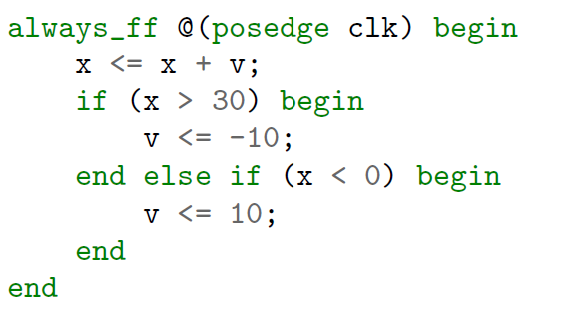 always_ff @(posedge clk) begin
    x <= x + v;
    if (x > 30) begin
        v <= -10;
    end else if (x < 0) begin
        v <= 10;
    end
end